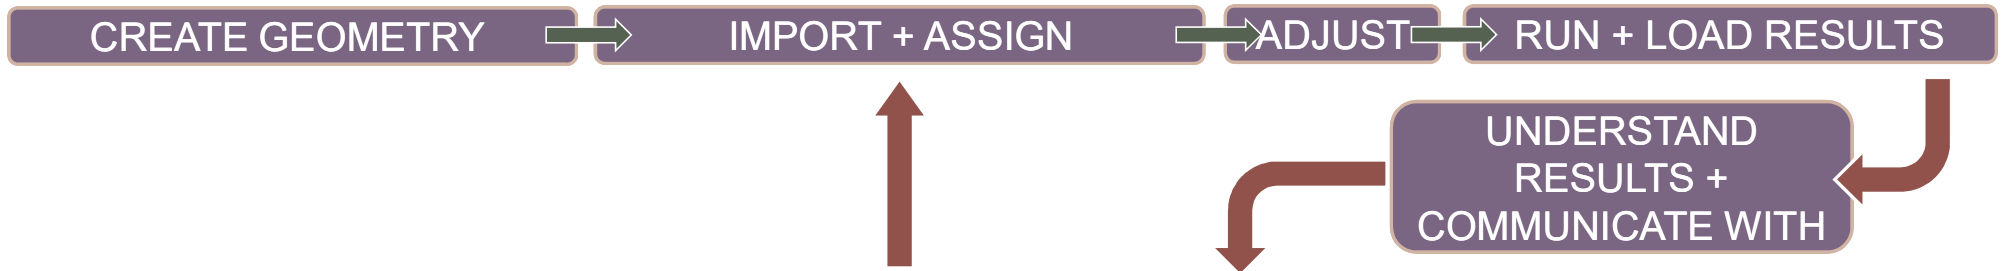 CREATE GEOMETRY
IMPORT + ASSIGN
ADJUST
RUN + LOAD RESULTS
UNDERSTAND
RESULTS +
COMMUNICATE WITH